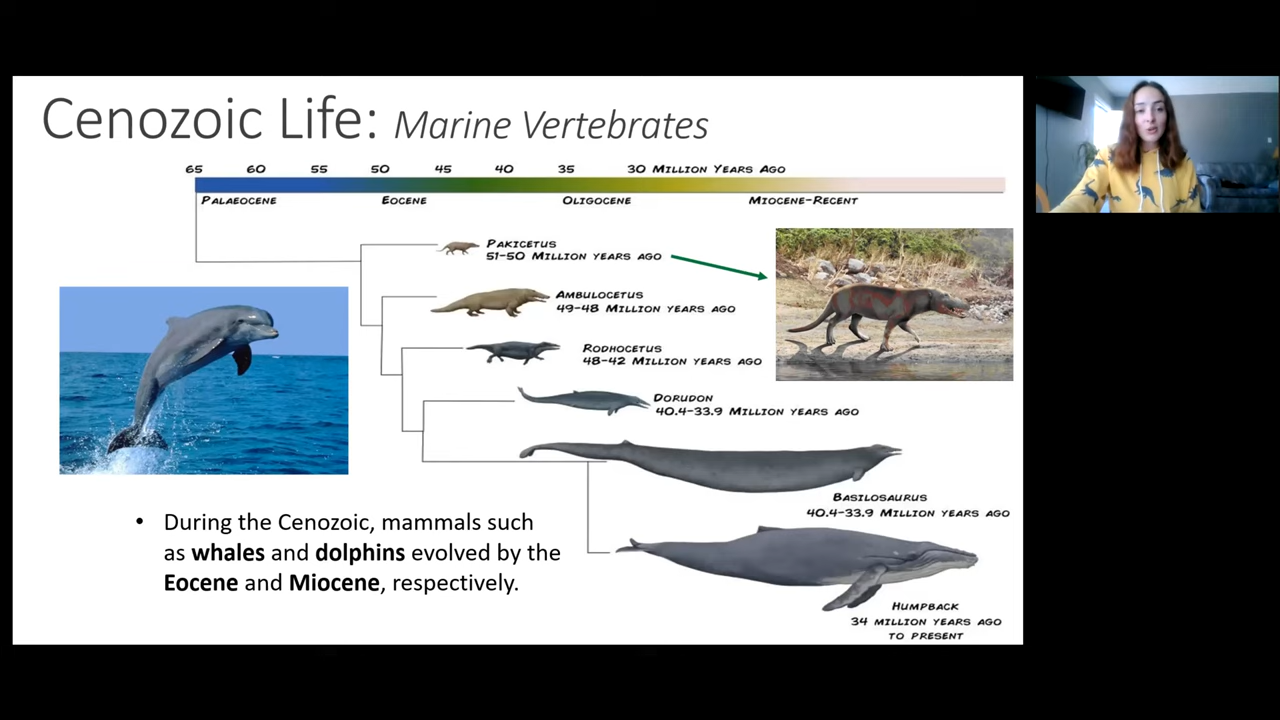 Cenozoic Life: Marine Vertebrates
65 60 55 50 45 40 35 30 Million Years Ago
Palaeocene Eocene Oligocene Miocene-Recent
Pakicetus
51-50 Million years ago
Ambulocetus
49-48 Million years ago
Rodhocetus
48-42 Million years ago
Dorudon
40.4-33.9 Million years ago
Basilosaurus
40.4-33.9 Million years ago
Humpback
34 million years ago
to present
• During the Cenozoic, mammals such
as whales and dolphins evolved by the
Eocene and Miocene, respectively.